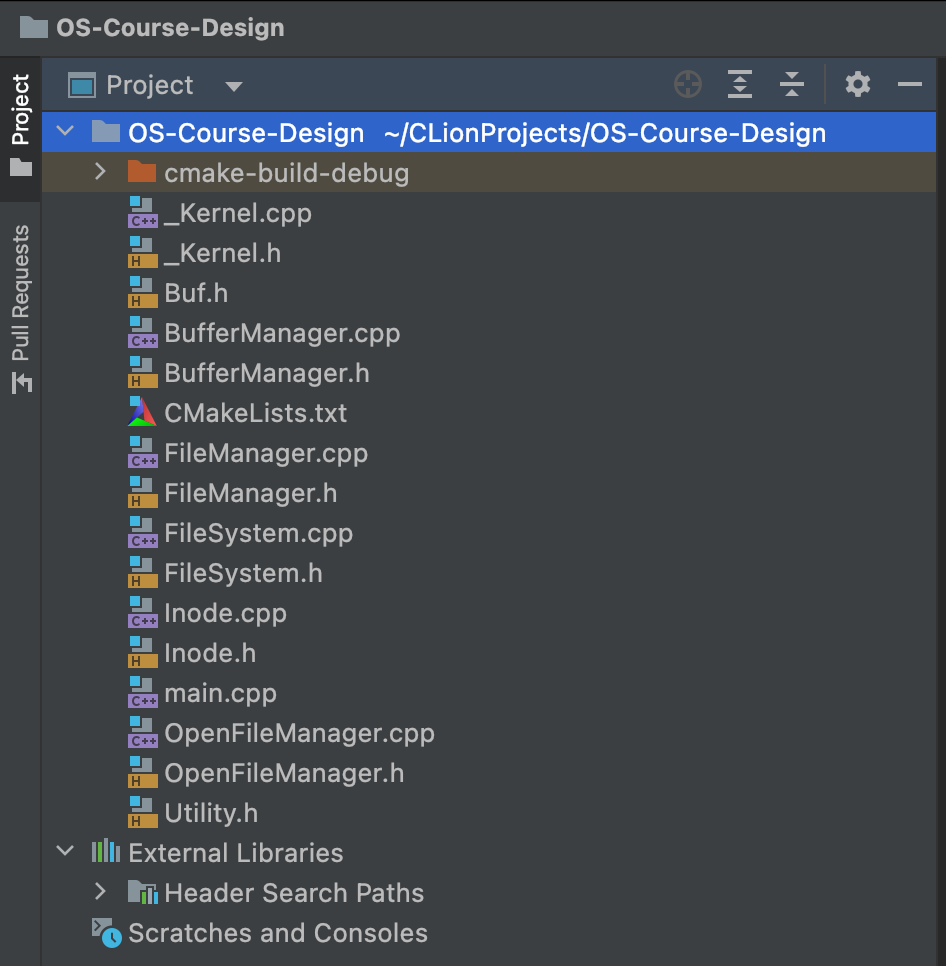 OS-Course-Design
Project
Pull Requests
Project
OS-Course-Design ~/CLionProjects/OS-Course-Design
cmake-build-debug
C++ _Kernel.cpp
H _Kernel.h
H Buf.h
C++ BufferManager.cpp
H BufferManager.h
CMakeLists.txt
C++ FileManager.cpp
H FileManager.h
C++ FileSystem.cpp
H FileSystem.h
C++ Inode.cpp
H Inode.h
C++ main.cpp
C++ OpenFileManager.cpp
H OpenFileManager.h
H Utility.h
External Libraries
Header Search Paths
Scratches and Consoles